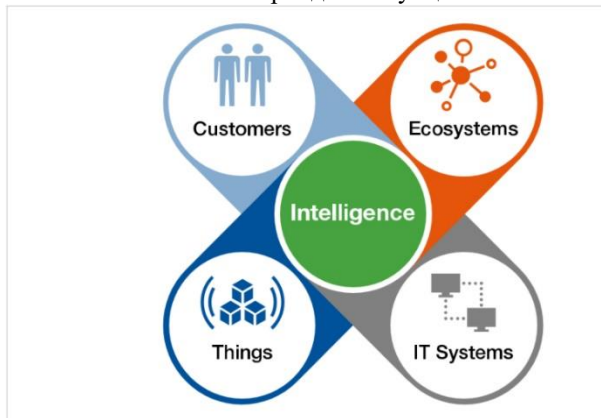 Customers
Ecosystems
Intelligence
Things
IT Systems